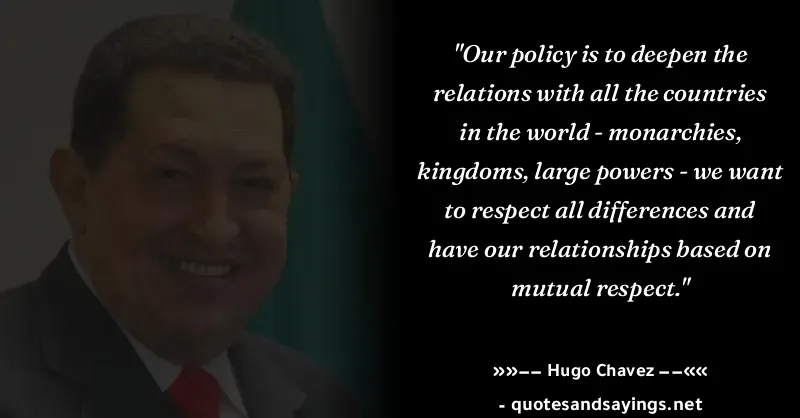 "Our policy is to deepen the
relations with all the countries
in the world - monarchies,
kingdoms, large powers - we want
to respect all differences and
have our relationships based on
mutual respect."
»»–– Hugo Chavez ––««
- quotesandsayings.net